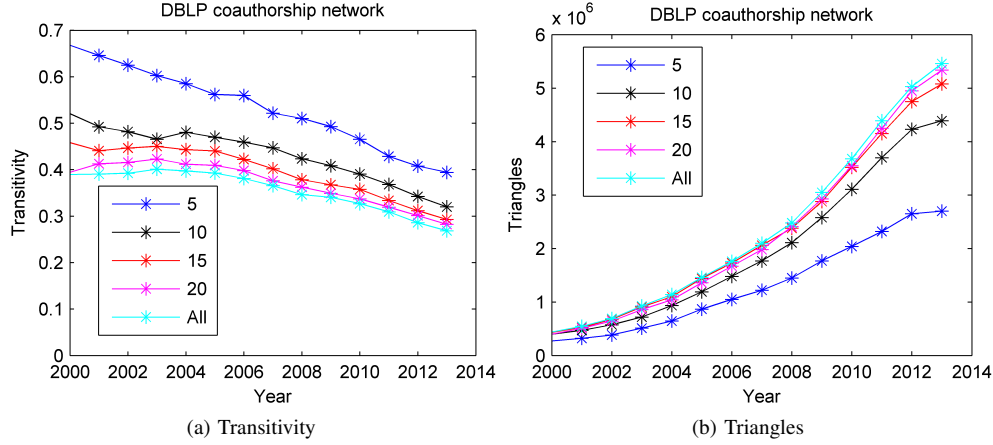 DBLP coauthorship network
0.7
0.6
0.5
0.4
0.3
0.2
0.1
0
Transitivity
5
10
15
20
All
2000 2002 2004 2006 2008 2010 2012 2014
Year
(a) Transitivity
DBLP coauthorship network
x 10^6
6
5
4
3
2
1
0
Triangles
5
10
15
20
All
2000 2002 2004 2006 2008 2010 2012 2014
Year
(b) Triangles